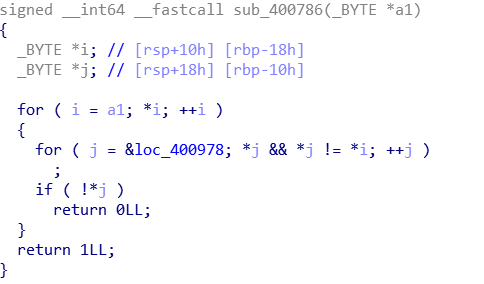 signed __int64 __fastcall sub_400786(_BYTE *a1)
{
  _BYTE *i; // [rsp+10h] [rbp-18h]
  _BYTE *j; // [rsp+18h] [rbp-10h]

  for ( i = a1; *i; ++i )
  {
    for ( j = &loc_400978; *j && *j != *i; ++j )
      ;
    if ( !*j )
      return 0LL;
  }
  return 1LL;
}